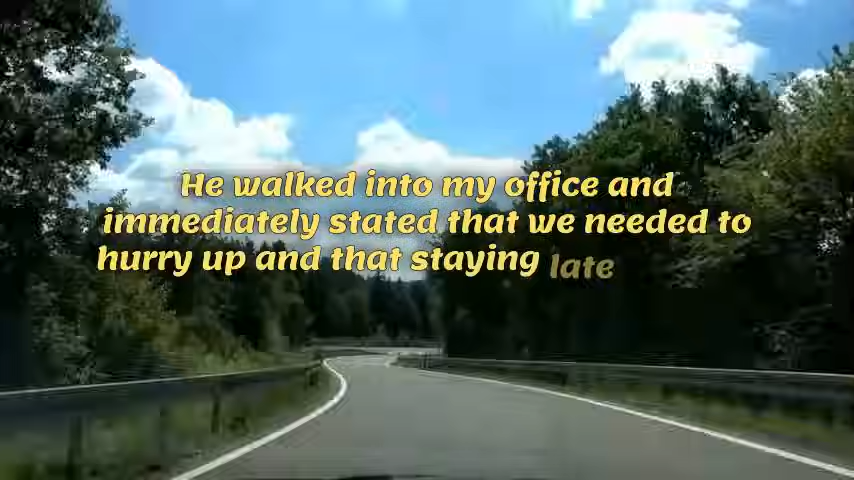 He walked into my office and
immediately stated that we needed to
hurry up and that staying late